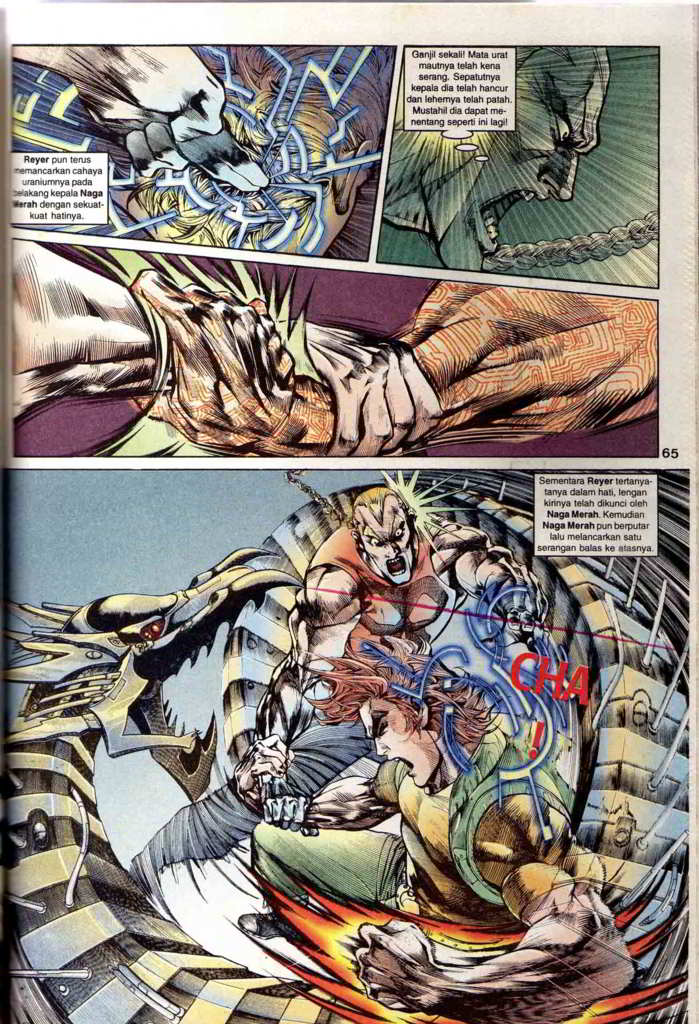 Reyer pun terus
memancarkan cahaya
uraniumnya pada
belakang kepala Naga
Merah dengan sekuat-
kuat hatinya.
Ganjil sekali! Mata urat
mautnya telah kena
serang. Sepatutnya
kepala dia telah hancur
dan lehernya telah patah.
Mustahil dia dapat me-
nentang seperti ini lagi!
65
Sementara Reyer tertanya-
tanya dalam hati, lengan
kirinya telah dikunci oleh
Naga Merah. Kemudian
Naga Merah pun berputar
lalu melancarkan satu
serangan balas ke atasnya.
CHA
!